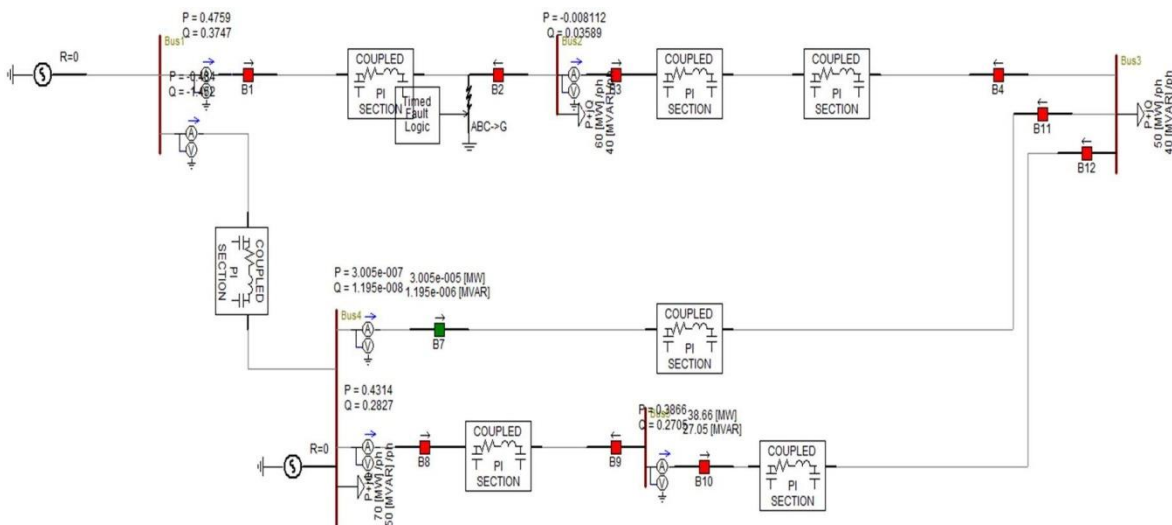 P = 0.4759
Q = 0.3747
Bus1
R=0
A
V
B1
COUPLED
PI
SECTION
Timed
Fault
Logic
ABC->G
B2
P = -0.008112
Q = 0.03589
Bus2
A
V
B3
P+jQ
60 [MW] /ph
40 [MVAR] /ph
COUPLED
PI
SECTION
COUPLED
PI
SECTION
B4
Bus3
B11
B12
P+jQ
50 [MW] /ph
40 [MVAR] /ph
A
V
COUPLED
PI
SECTION
P = 3.005e-007
Q = 1.195e-008
3.005e-005 [MW]
1.195e-006 [MVAR]
Bus4
A
V
B7
COUPLED
PI
SECTION
P = 0.4314
Q = 0.2827
R=0
A
V
B8
P+jQ
70 [MW] /ph
50 [MVAR] /ph
COUPLED
PI
SECTION
B9
P = 0.3866
Q = 0.2705
38.66 [MW]
27.05 [MVAR]
A
V
B10
COUPLED
PI
SECTION